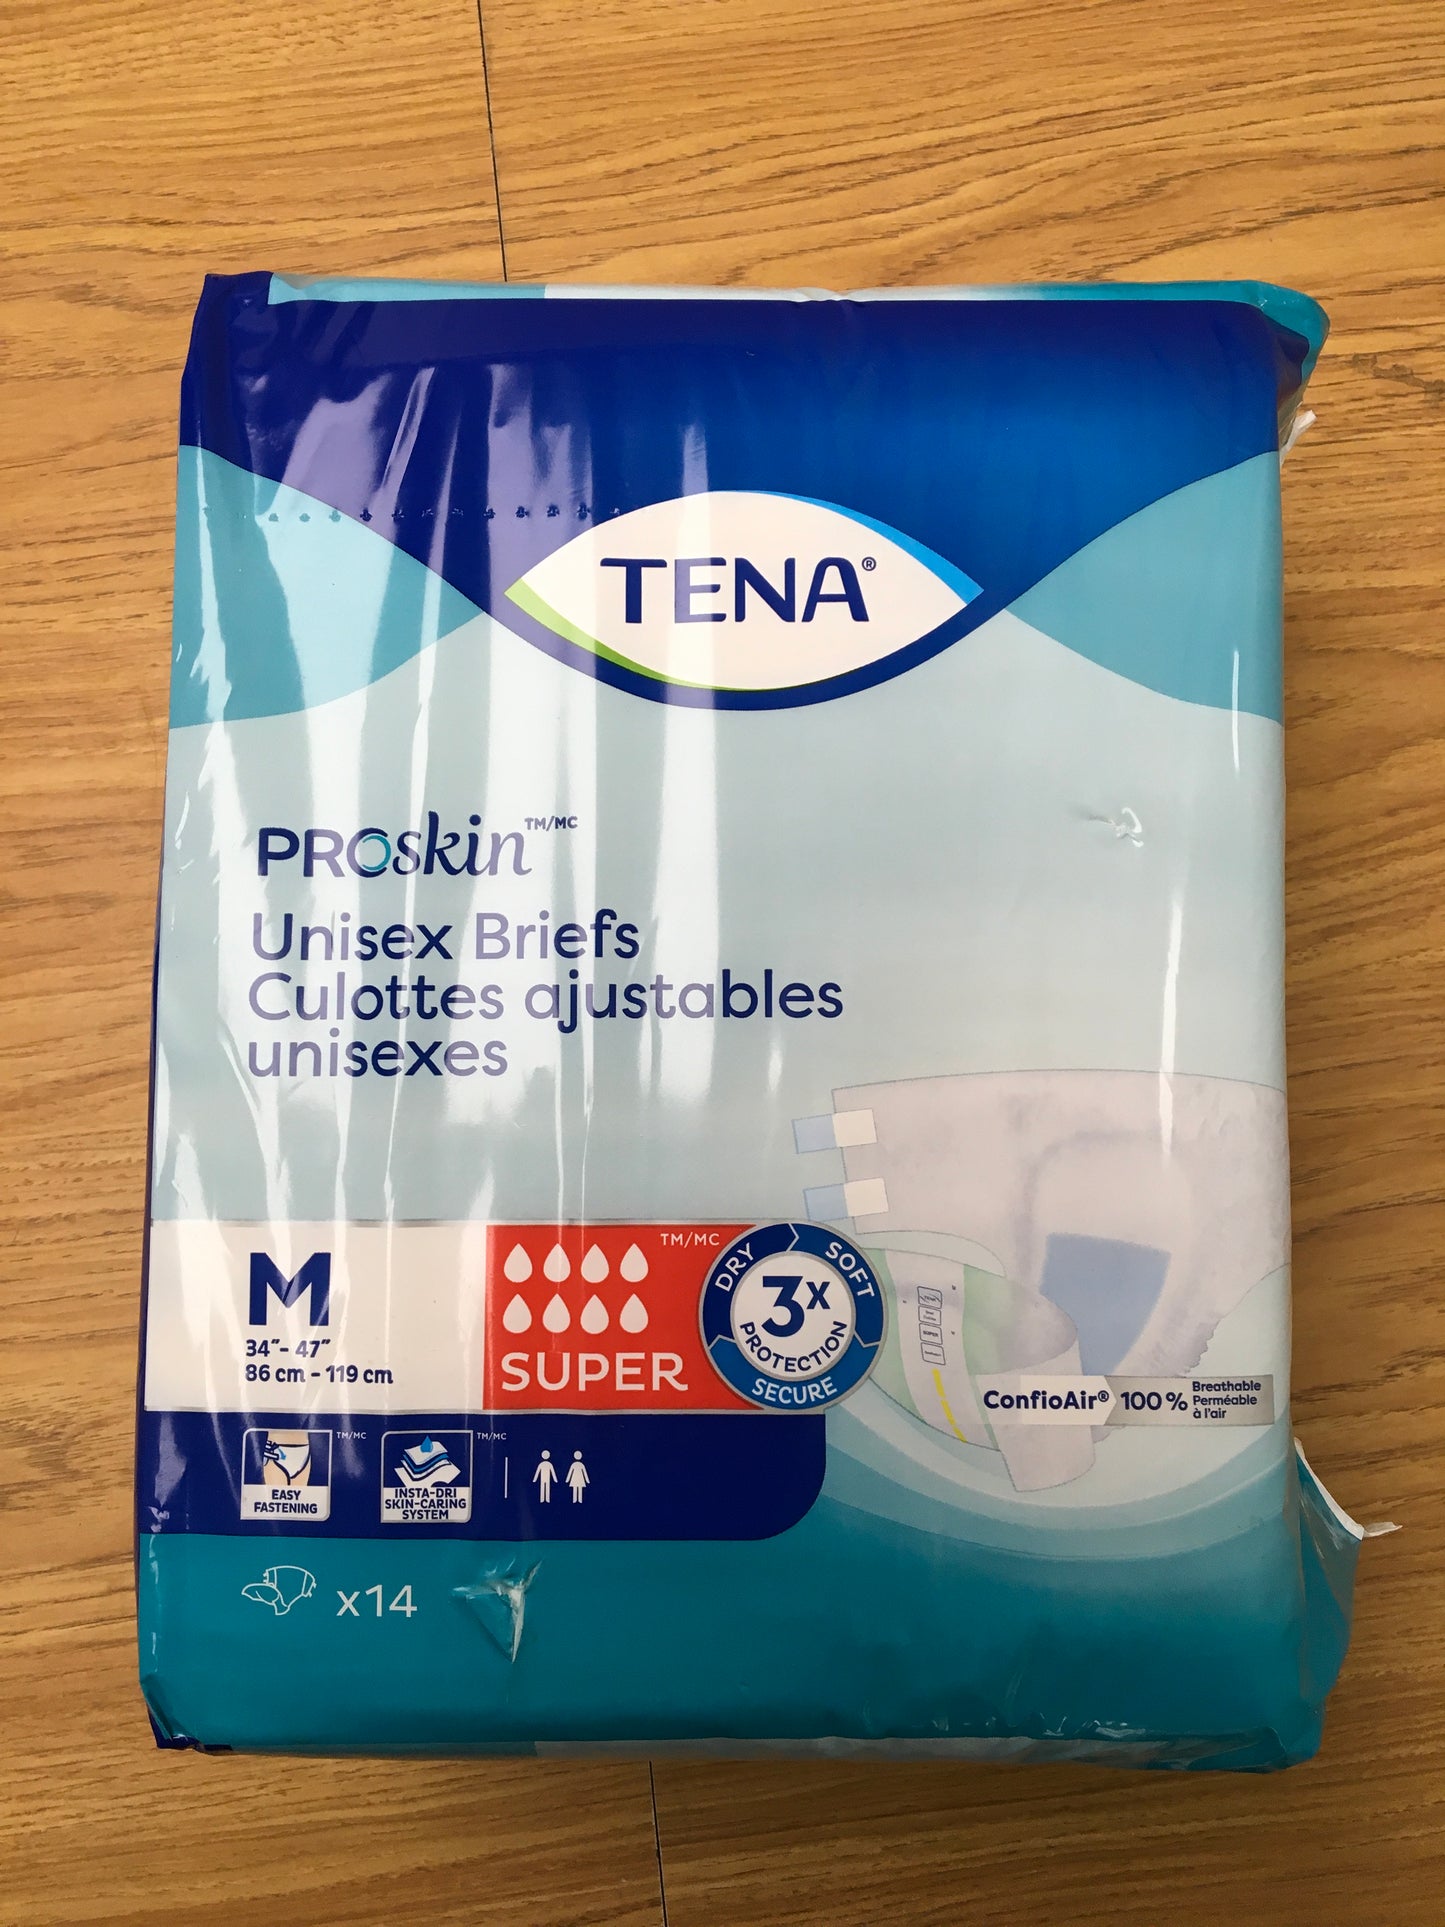 TENA®
PROskin™/MC
Unisex Briefs
Culottes ajustables
unisexes
M
34"- 47"
86 cm - 119 cm
TM/MC
SUPER
DRY
SOFT
3x
PROTECTION
SECURE
ConfioAir®
100 %
Breathable
Perméable
à l'air
TM/MC
EASY
FASTENING
TM/MC
INSTA-DRI
SKIN-CARING
SYSTEM
x14